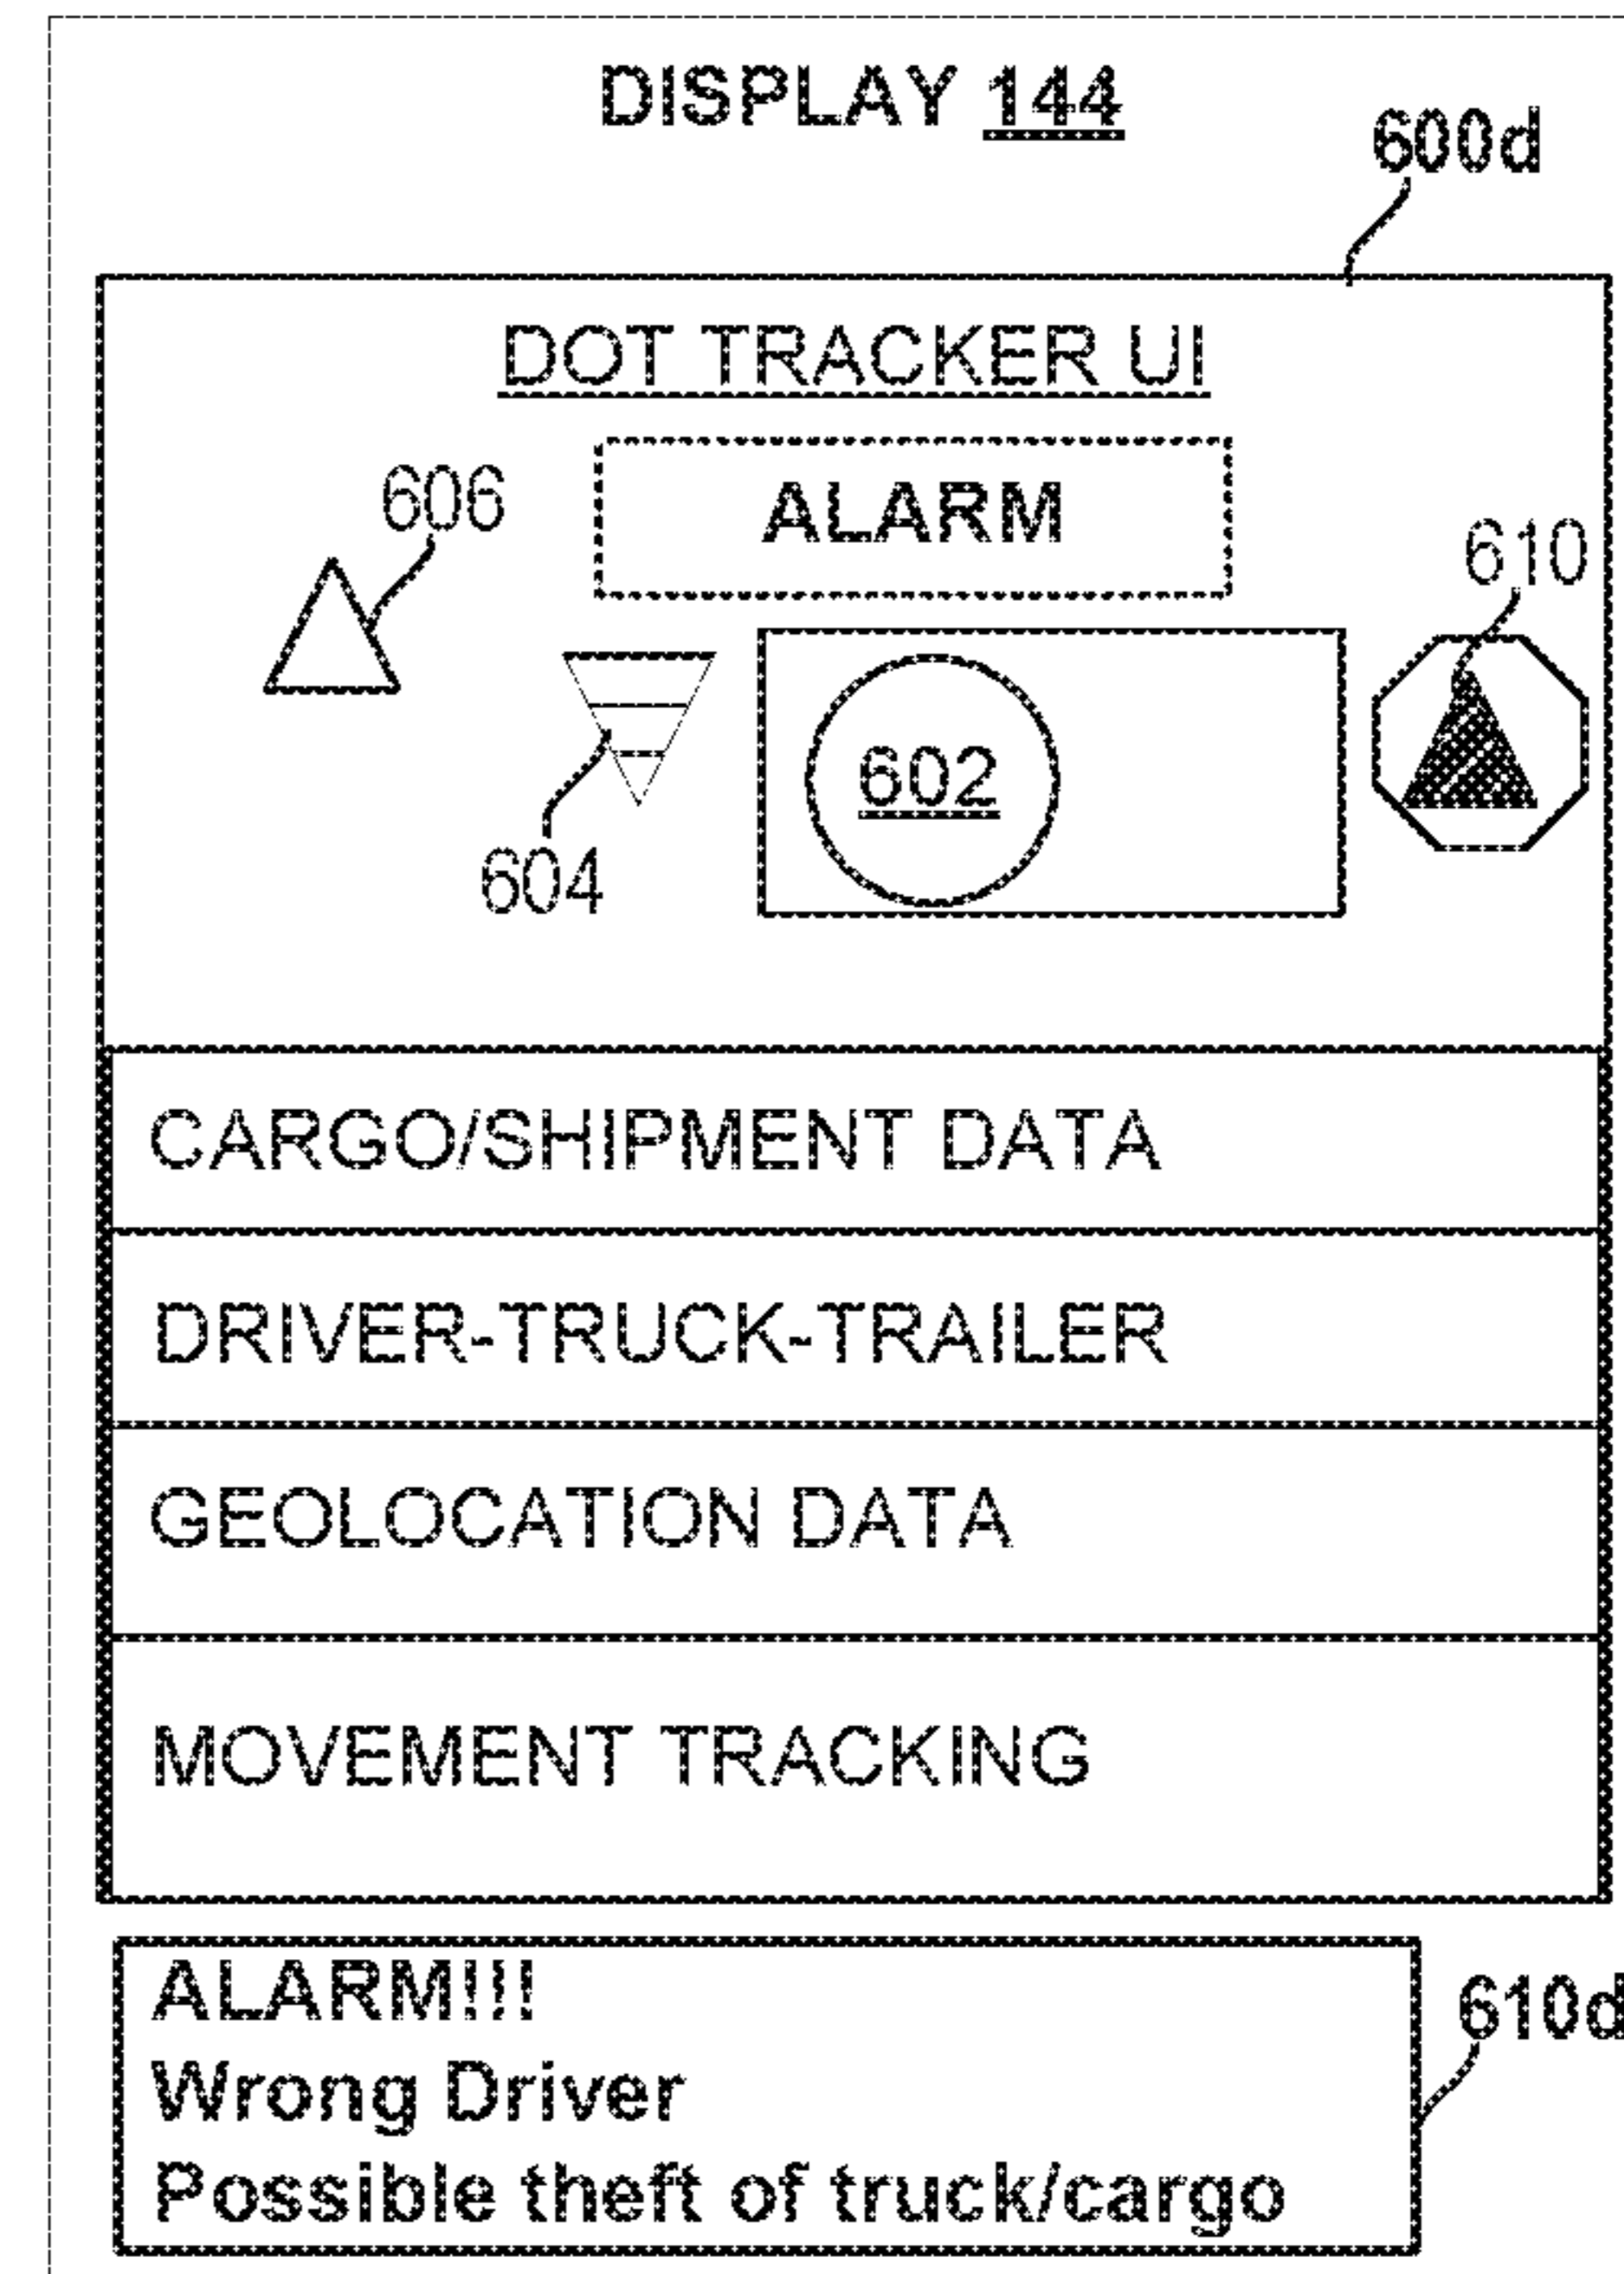 DISPLAY 144
600d
DOT TRACKER UI
606
ALARM
610
602
604
CARGO/SHIPMENT DATA
DRIVER-TRUCK-TRAILER
GEOLOCATION DATA
MOVEMENT TRACKING
ALARM!!!
610d
Wrong Driver
Possible theft of truck/cargo